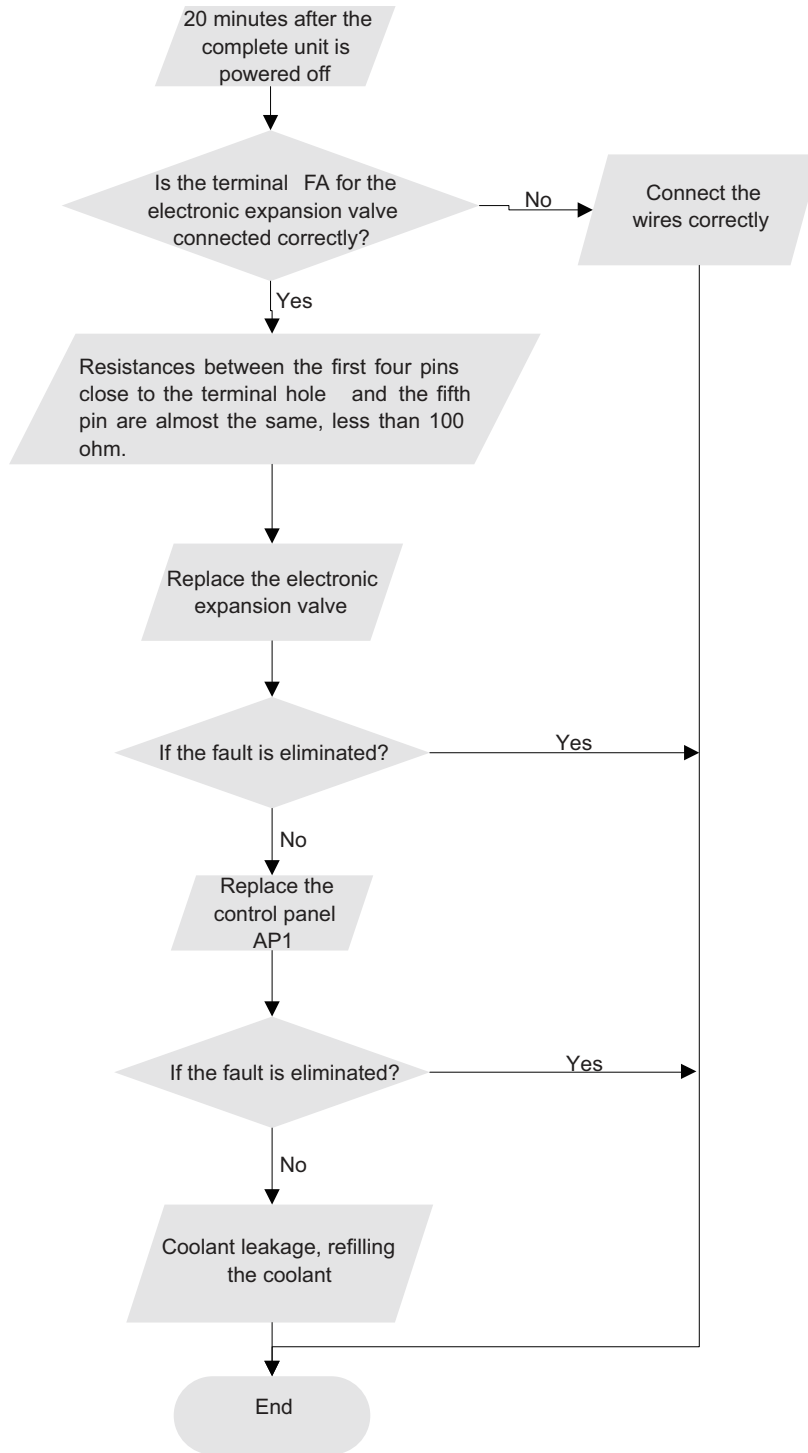 20 minutes after the
complete unit is
powered off
Is the terminal FA for the
electronic expansion valve
connected correctly?
No
Connect the
wires correctly
Yes
Resistances between the first four pins
close to the terminal hole and the fifth
pin are almost the same, less than 100
ohm.
Replace the electronic
expansion valve
If the fault is eliminated?
Yes
No
Replace the
control panel
AP1
If the fault is eliminated?
Yes
No
Coolant leakage, refilling
the coolant
End